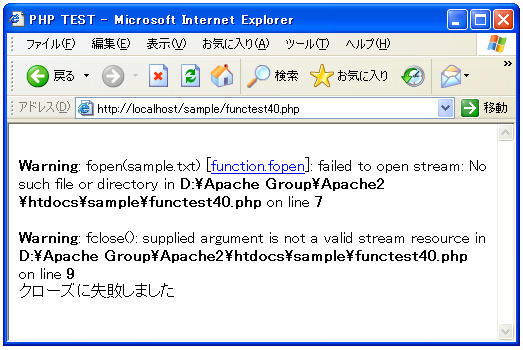 PHP TEST - Microsoft Internet Explorer
ファイル(F) 編集(E) 表示(V) お気に入り(A) ツール(T) ヘルプ(H)
戻る 検索 お気に入り
アドレス(D) http://localhost/sample/functest40.php 移動
Warning: fopen(sample.txt) [function.fopen]: failed to open stream: No
such file or directory in D:¥Apache Group¥Apache2
¥htdocs¥sample¥functest40.php on line 7
Warning: fclose(): supplied argument is not a valid stream resource in
D:¥Apache Group¥Apache2¥htdocs¥sample¥functest40.php
on line 9
クローズに失敗しました